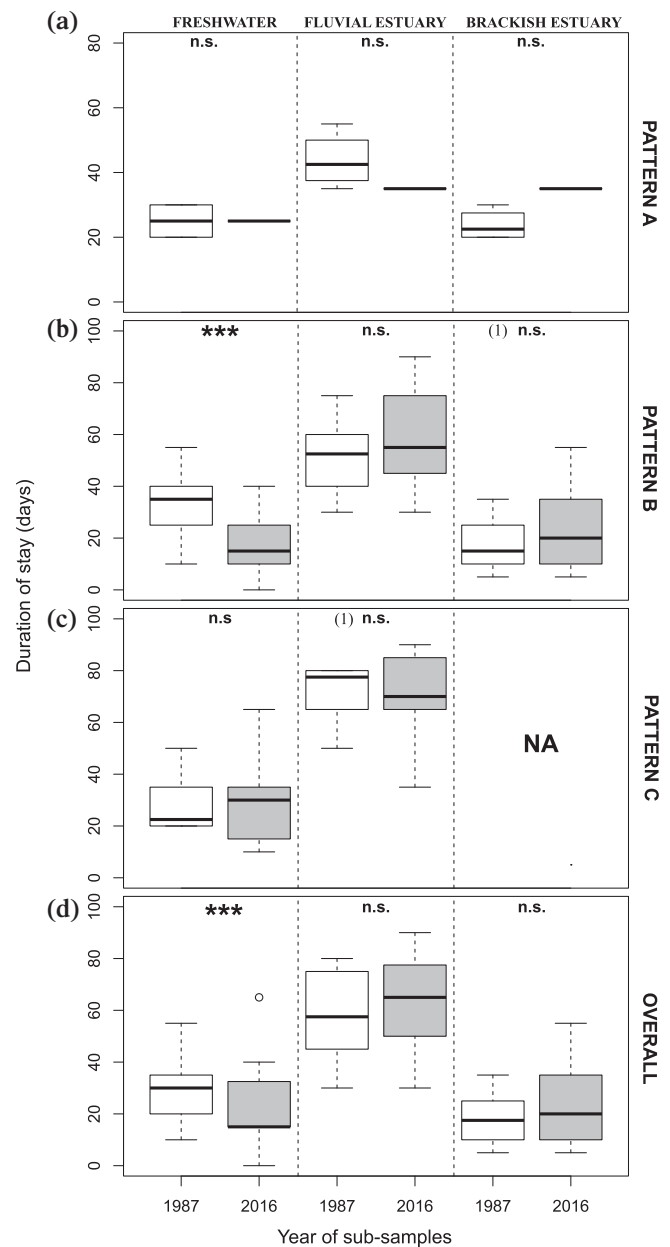 (a) FRESHWATER FLUVIAL ESTUARY BRACKISH ESTUARY
n.s. n.s. n.s.
80
60
40
20
0
PATTERN A
(b) *** n.s. (1) n.s.
100
80
60
40
20
0
PATTERN B
(c) n.s (1) n.s.
100
80
60
40
20
0
NA
PATTERN C
(d) *** n.s. n.s.
100
80
60
40
20
0
OVERALL
Duration of stay (days)
1987 2016 1987 2016 1987 2016
Year of sub-samples